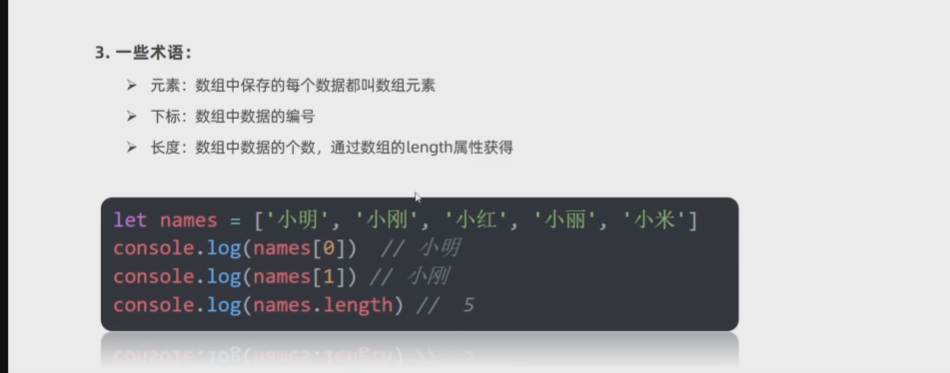 3. 一些术语：
➢ 元素：数组中保存的每个数据都叫数组元素
➢ 下标：数组中数据的编号
➢ 长度：数组中数据的个数，通过数组的length属性获得
let names = ['小明', '小刚', '小红', '小丽', '小米']
console.log(names[0])  // 小明
console.log(names[1]) // 小刚
console.log(names.length) //  5